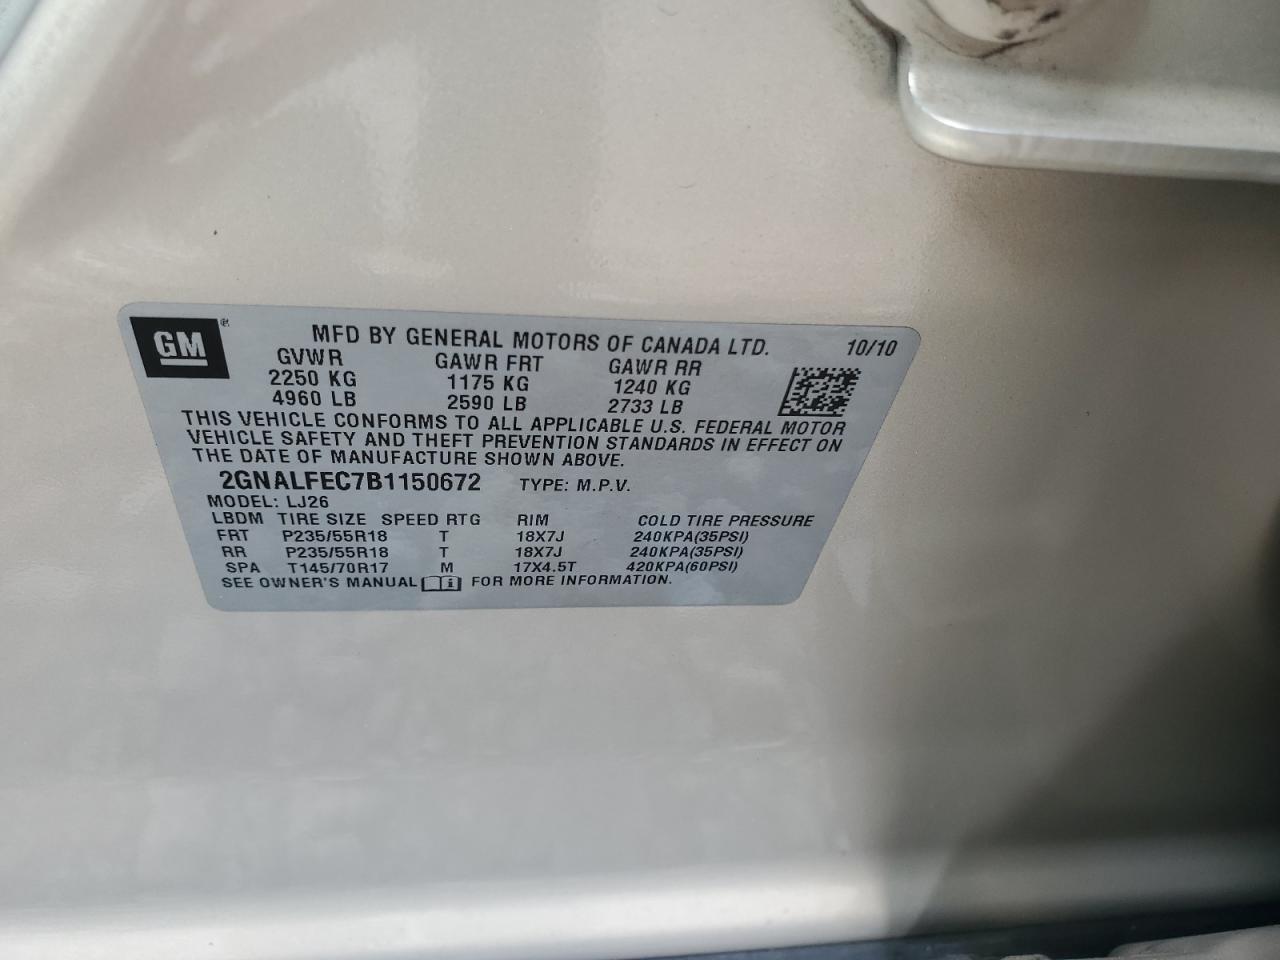 GM® MFD BY GENERAL MOTORS OF CANADA LTD. 10/10
GVWR GAWR FRT GAWR RR
2250 KG 1175 KG 1240 KG
4960 LB 2590 LB 2733 LB
THIS VEHICLE CONFORMS TO ALL APPLICABLE U.S. FEDERAL MOTOR
VEHICLE SAFETY AND THEFT PREVENTION STANDARDS IN EFFECT ON
THE DATE OF MANUFACTURE SHOWN ABOVE.
2GNALFEC7B1150672 TYPE: M.P.V.
MODEL: LJ26
LBDM TIRE SIZE SPEED RTG RIM COLD TIRE PRESSURE
FRT P235/55R18 T 18X7J 240KPA(35PSI)
RR P235/55R18 T 18X7J 240KPA(35PSI)
SPA T145/70R17 M 17X4.5T 420KPA(60PSI)
SEE OWNER'S MANUAL i FOR MORE INFORMATION.